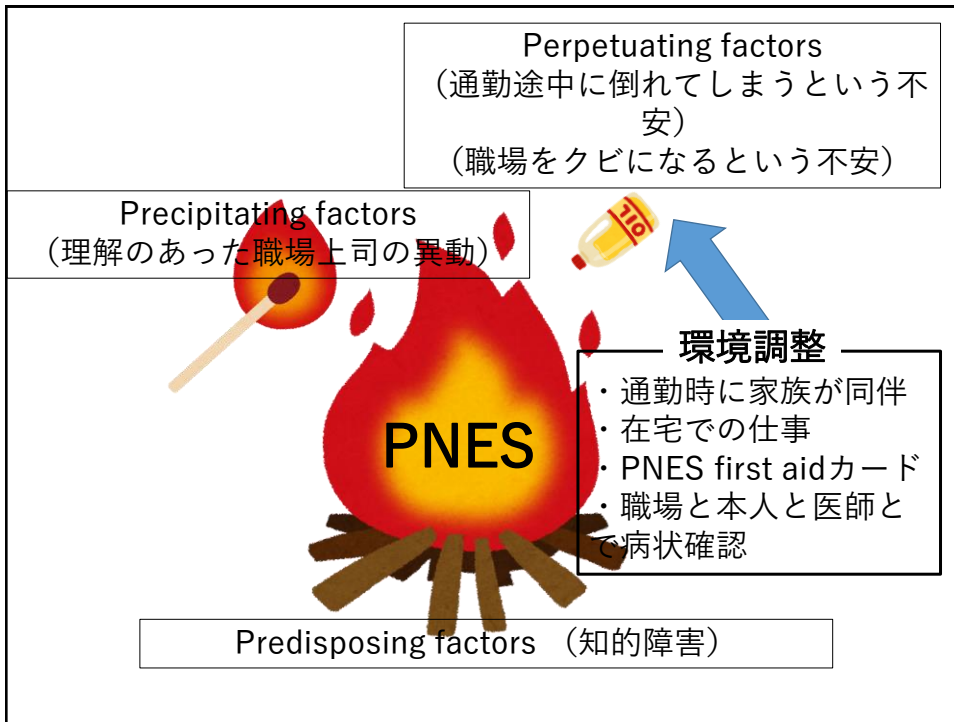 Perpetuating factors
（通勤途中に倒れてしまうという不
安）
（職場をクビになるという不安）
Precipitating factors
（理解のあった職場上司の異動）
OIL
環境調整
・通勤時に家族が同伴
・在宅での仕事
・PNES first aidカード
・職場と本人と医師と
で病状確認
PNES
Predisposing factors （知的障害）